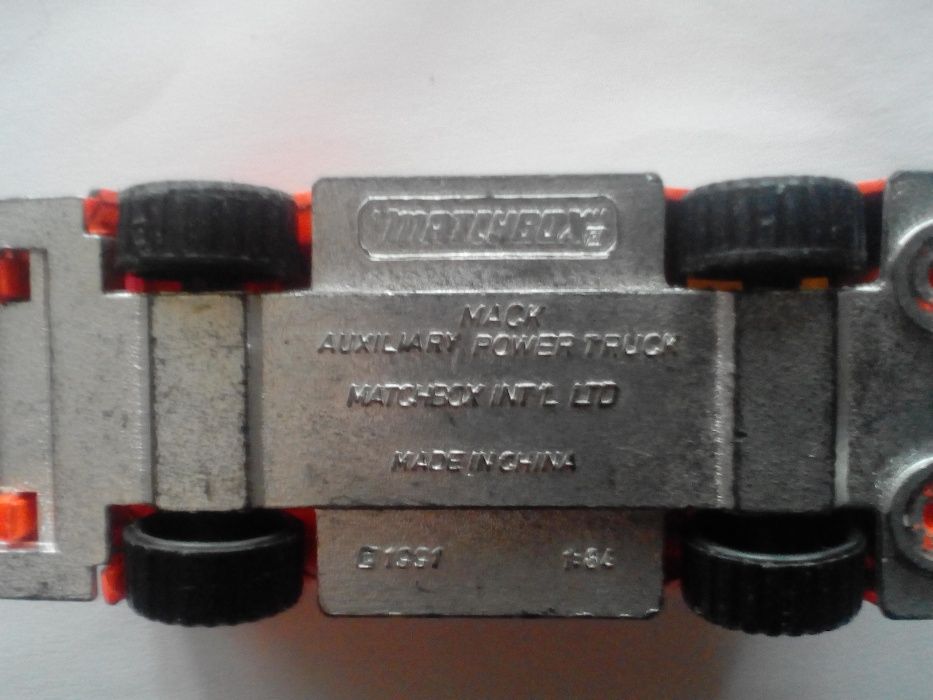 MATCHBOX
MACK
AUXILIARY POWER TRUCK
MATCHBOX INT'L LTD
MADE IN CHINA
© 1991 1:84